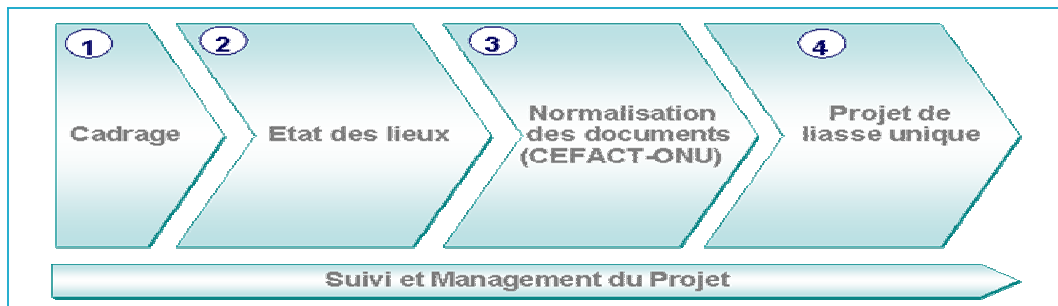 1
Cadrage
2
Etat des lieux
3
Normalisation
des documents
(CEFACT-ONU)
4
Projet de
liasse unique
Suivi et Management du Projet